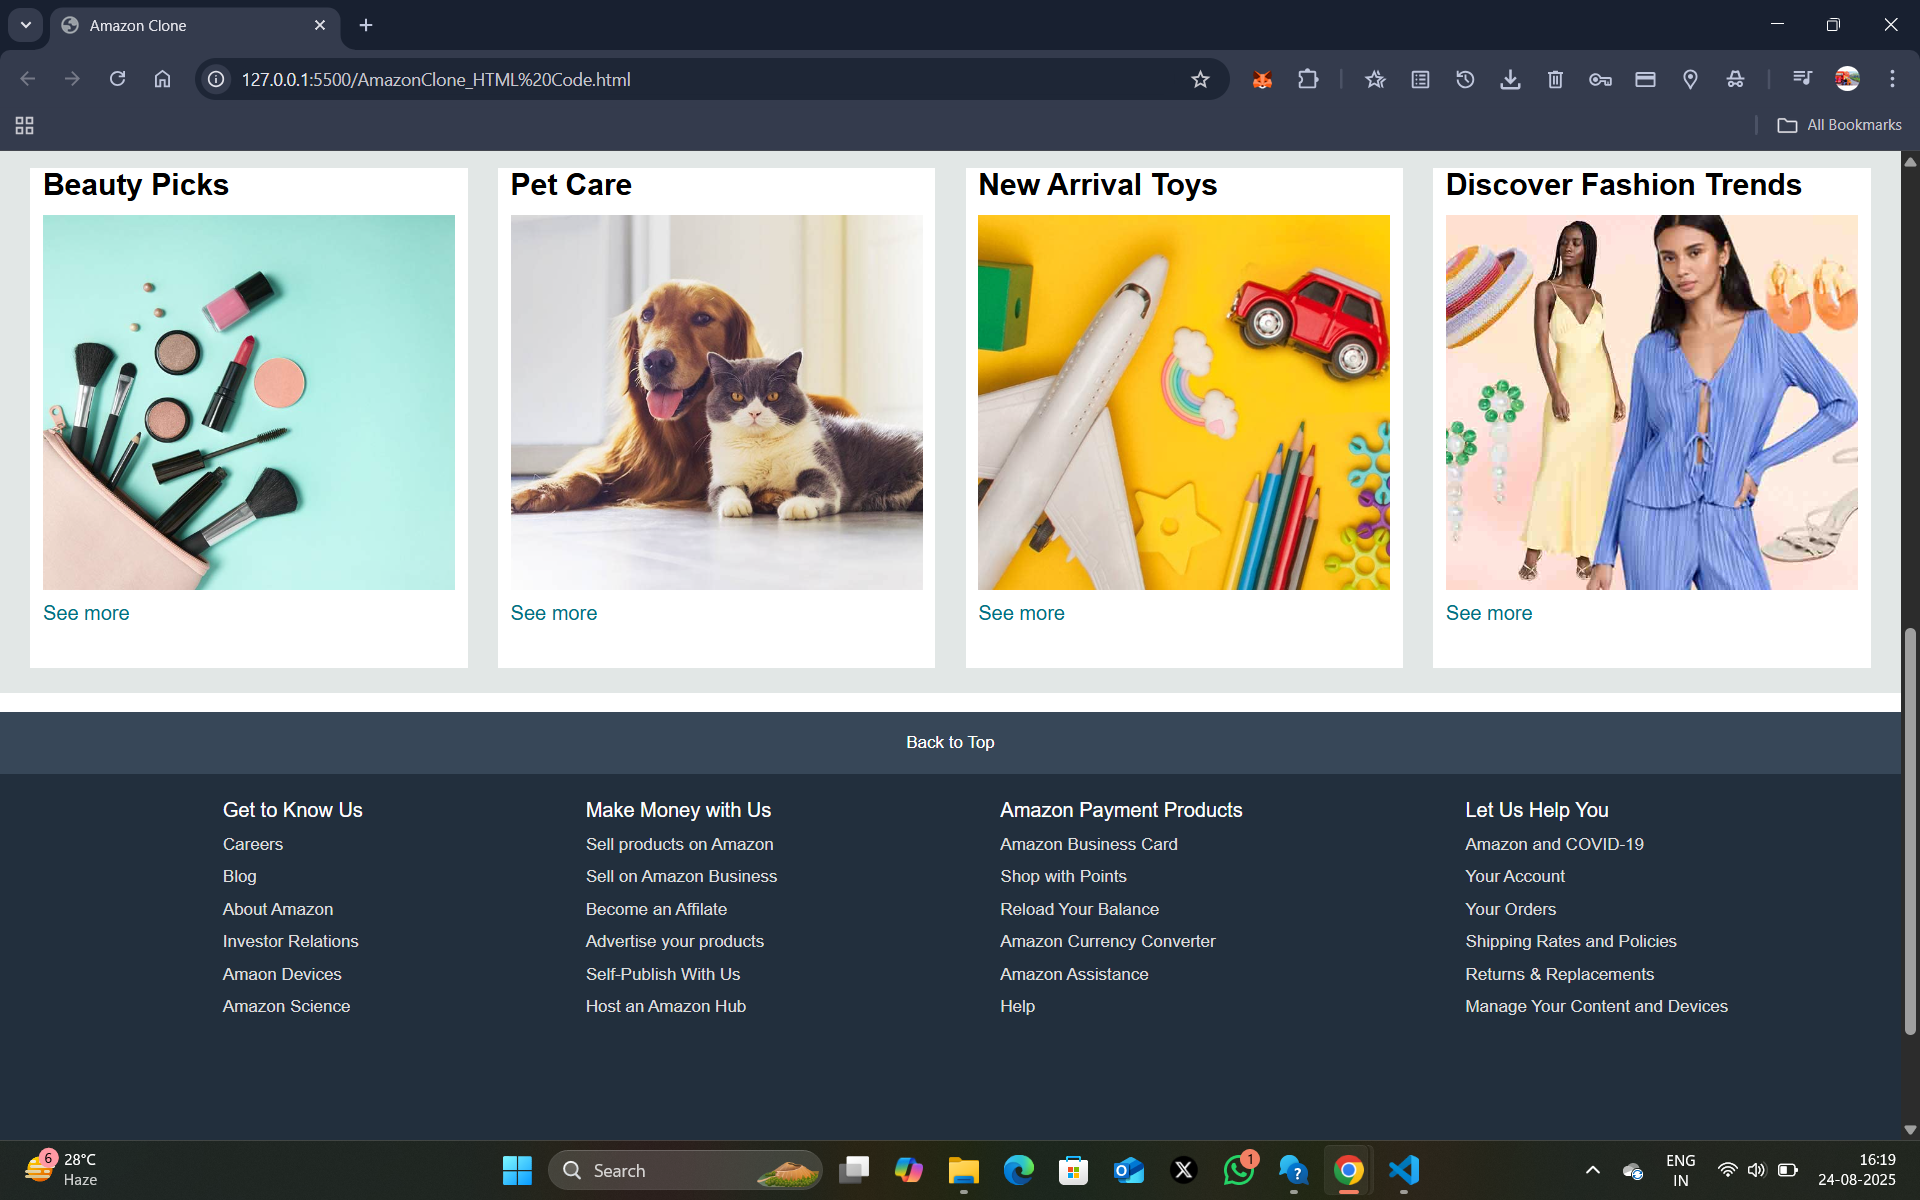 Amazon Clone
127.0.0.1:5500/AmazonClone_HTML%20Code.html
All Bookmarks
Beauty Picks
Pet Care
New Arrival Toys
Discover Fashion Trends
See more
See more
See more
See more
Back to Top
Get to Know Us
Careers
Blog
About Amazon
Investor Relations
Amaon Devices
Amazon Science
Make Money with Us
Sell products on Amazon
Sell on Amazon Business
Become an Affilate
Advertise your products
Self-Publish With Us
Host an Amazon Hub
Amazon Payment Products
Amazon Business Card
Shop with Points
Reload Your Balance
Amazon Currency Converter
Amazon Assistance
Help
Let Us Help You
Amazon and COVID-19
Your Account
Your Orders
Shipping Rates and Policies
Returns & Replacements
Manage Your Content and Devices
6
28°C
Haze
Search
1
ENG
IN
16:19
24-08-2025